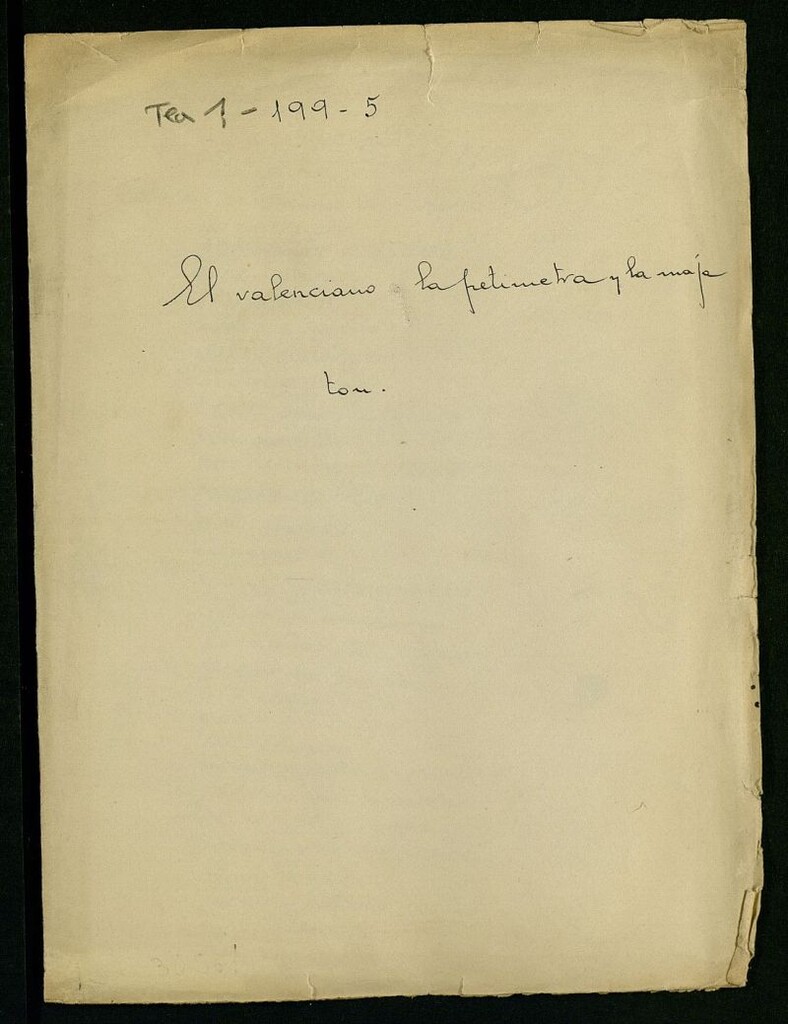 Tea 1 - 199 - 5
El valenciano la petimetra y la maja
ton.